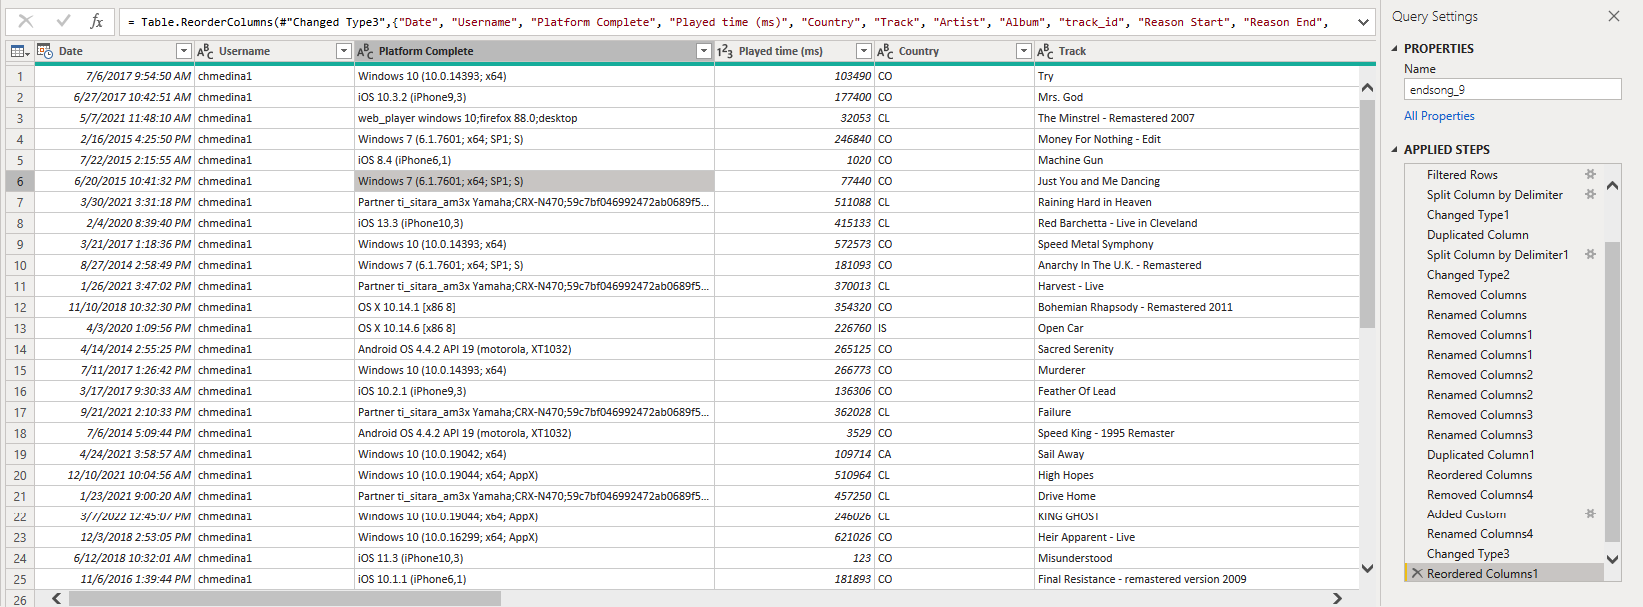 fx = Table.ReorderColumns(#"Changed Type3",{"Date", "Username", "Platform Complete", "Played time (ms)", "Country", "Track", "Artist", "Album", "track_id", "Reason Start", "Reason End",
Date ABC Username ABC Platform Complete 123 Played time (ms) ABC Country ABC Track
1 7/6/2017 9:54:50 AM chmedina1 Windows 10 (10.0.14393; x64) 103490 CO Try
2 6/27/2017 10:42:51 AM chmedina1 iOS 10.3.2 (iPhone9,3) 177400 CO Mrs. God
3 5/7/2021 11:48:10 AM chmedina1 web_player windows 10;firefox 88.0;desktop 32053 CL The Minstrel - Remastered 2007
4 2/16/2015 4:25:50 PM chmedina1 Windows 7 (6.1.7601; x64; SP1; S) 246840 CO Money For Nothing - Edit
5 7/22/2015 2:15:55 AM chmedina1 iOS 8.4 (iPhone6,1) 1020 CO Machine Gun
6 6/20/2015 10:41:32 PM chmedina1 Windows 7 (6.1.7601; x64; SP1; S) 77440 CO Just You and Me Dancing
7 3/30/2021 3:31:18 PM chmedina1 Partner ti_sitara_am3x Yamaha;CRX-N470;59c7bf046992472ab0689f5... 511088 CL Raining Hard in Heaven
8 2/4/2020 8:39:40 PM chmedina1 iOS 13.3 (iPhone10,3) 415133 CL Red Barchetta - Live in Cleveland
9 3/21/2017 1:18:36 PM chmedina1 Windows 10 (10.0.14393; x64) 572573 CO Speed Metal Symphony
10 8/27/2014 2:58:49 PM chmedina1 Windows 7 (6.1.7601; x64; SP1; S) 181093 CO Anarchy In The U.K. - Remastered
11 1/26/2021 3:47:02 PM chmedina1 Partner ti_sitara_am3x Yamaha;CRX-N470;59c7bf046992472ab0689f5... 370013 CL Harvest - Live
12 11/10/2018 10:32:30 PM chmedina1 OS X 10.14.1 [x86 8] 354320 CO Bohemian Rhapsody - Remastered 2011
13 4/3/2020 1:09:56 PM chmedina1 OS X 10.14.6 [x86 8] 226760 IS Open Car
14 4/14/2014 2:55:25 PM chmedina1 Android OS 4.4.2 API 19 (motorola, XT1032) 265125 CO Sacred Serenity
15 7/11/2017 1:26:42 PM chmedina1 Windows 10 (10.0.14393; x64) 266773 CO Murderer
16 3/17/2017 9:30:33 AM chmedina1 iOS 10.2.1 (iPhone9,3) 136306 CO Feather Of Lead
17 9/21/2021 2:10:33 PM chmedina1 Partner ti_sitara_am3x Yamaha;CRX-N470;59c7bf046992472ab0689f5... 362028 CL Failure
18 7/6/2014 5:09:44 PM chmedina1 Android OS 4.4.2 API 19 (motorola, XT1032) 3529 CO Speed King - 1995 Remaster
19 4/24/2021 3:58:57 AM chmedina1 Windows 10 (10.0.19042; x64) 109714 CA Sail Away
20 12/10/2021 10:04:56 AM chmedina1 Windows 10 (10.0.19044; x64; AppX) 510964 CL High Hopes
21 1/23/2021 9:00:20 AM chmedina1 Partner ti_sitara_am3x Yamaha;CRX-N470;59c7bf046992472ab0689f5... 457250 CL Drive Home
22 3/7/2022 12:45:07 PM chmedina1 Windows 10 (10.0.19044; x64; AppX) 246026 CL KING GHOST
23 12/3/2018 2:53:05 PM chmedina1 Windows 10 (10.0.16299; x64; AppX) 621026 CO Heir Apparent - Live
24 6/12/2018 10:32:01 AM chmedina1 iOS 11.3 (iPhone10,3) 123 CO Misunderstood
25 11/6/2016 1:39:44 PM chmedina1 iOS 10.1.1 (iPhone6,1) 181893 CO Final Resistance - remastered version 2009
26
Query Settings
PROPERTIES
Name
endsong_9
All Properties
APPLIED STEPS
Filtered Rows
Split Column by Delimiter
Changed Type1
Duplicated Column
Split Column by Delimiter1
Changed Type2
Removed Columns
Renamed Columns
Removed Columns1
Renamed Columns1
Removed Columns2
Renamed Columns2
Removed Columns3
Renamed Columns3
Duplicated Column1
Reordered Columns
Removed Columns4
Added Custom
Renamed Columns4
Changed Type3
Reordered Columns1